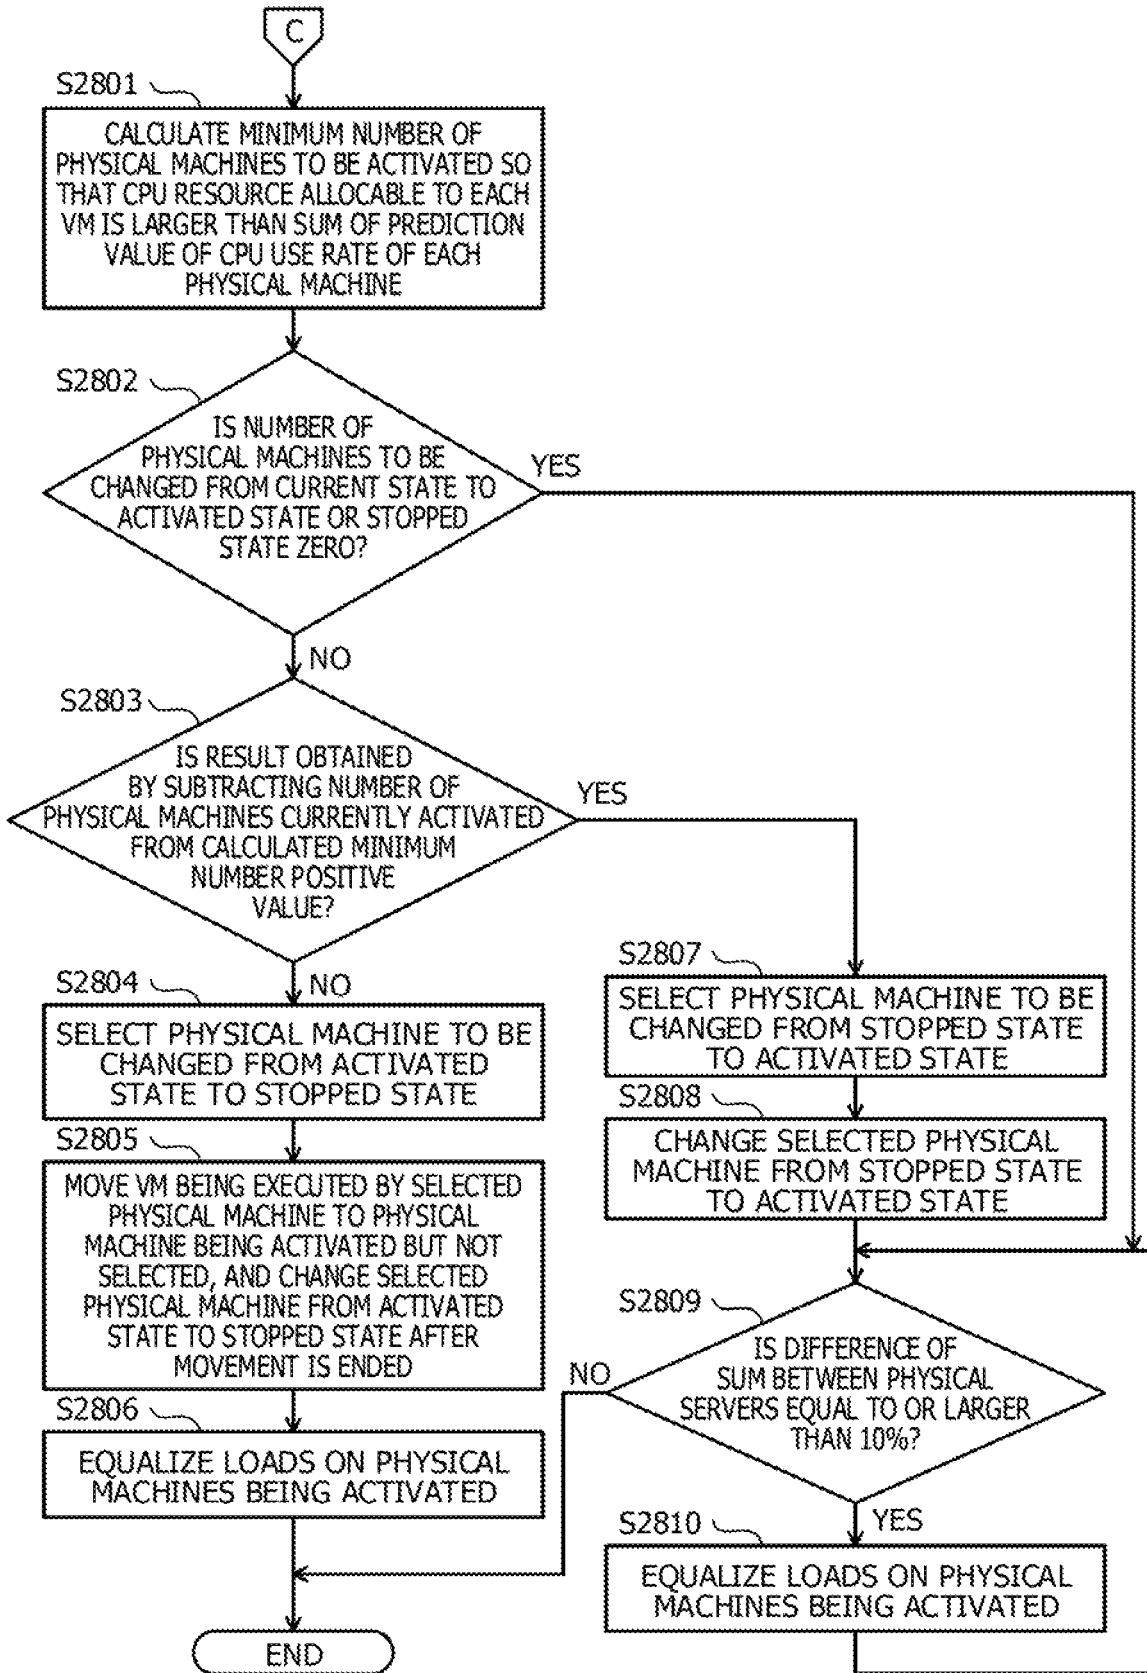 C
S2801
CALCULATE MINIMUM NUMBER OF
PHYSICAL MACHINES TO BE ACTIVATED SO
THAT CPU RESOURCE ALLOCABLE TO EACH
VM IS LARGER THAN SUM OF PREDICTION
VALUE OF CPU USE RATE OF EACH
PHYSICAL MACHINE
S2802
IS NUMBER OF
PHYSICAL MACHINES TO BE
CHANGED FROM CURRENT STATE TO
ACTIVATED STATE OR STOPPED
STATE ZERO?
YES
NO
S2803
IS RESULT OBTAINED
BY SUBTRACTING NUMBER OF
PHYSICAL MACHINES CURRENTLY ACTIVATED
FROM CALCULATED MINIMUM
NUMBER POSITIVE
VALUE?
YES
NO
S2804
SELECT PHYSICAL MACHINE TO BE
CHANGED FROM ACTIVATED
STATE TO STOPPED STATE
S2805
MOVE VM BEING EXECUTED BY SELECTED
PHYSICAL MACHINE TO PHYSICAL
MACHINE BEING ACTIVATED BUT NOT
SELECTED, AND CHANGE SELECTED
PHYSICAL MACHINE FROM ACTIVATED
STATE TO STOPPED STATE AFTER
MOVEMENT IS ENDED
S2806
EQUALIZE LOADS ON PHYSICAL
MACHINES BEING ACTIVATED
S2807
SELECT PHYSICAL MACHINE TO BE
CHANGED FROM STOPPED STATE
TO ACTIVATED STATE
S2808
CHANGE SELECTED PHYSICAL
MACHINE FROM STOPPED STATE
TO ACTIVATED STATE
S2809
IS DIFFERENCE OF
SUM BETWEEN PHYSICAL
SERVERS EQUAL TO OR LARGER
THAN 10%?
NO
YES
S2810
EQUALIZE LOADS ON PHYSICAL
MACHINES BEING ACTIVATED
END